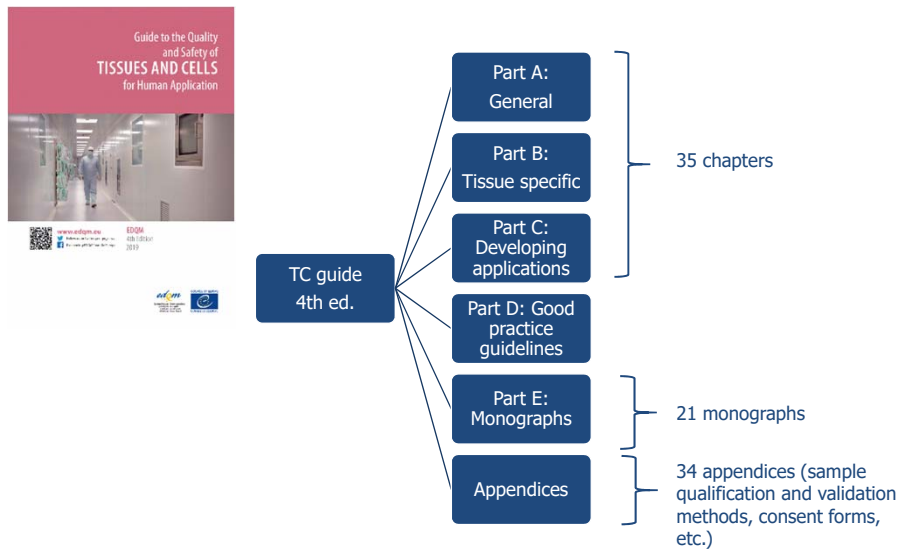 Guide to the Quality
and Safety of
TISSUES AND CELLS
for Human Application
www.edqm.eu
EDQM
4th Edition
2019
edqm
TC guide
4th ed.
Part A:
General
Part B:
Tissue specific
Part C:
Developing
applications
Part D: Good
practice
guidelines
Part E:
Monographs
Appendices
35 chapters
21 monographs
34 appendices (sample
qualification and validation
methods, consent forms,
etc.)